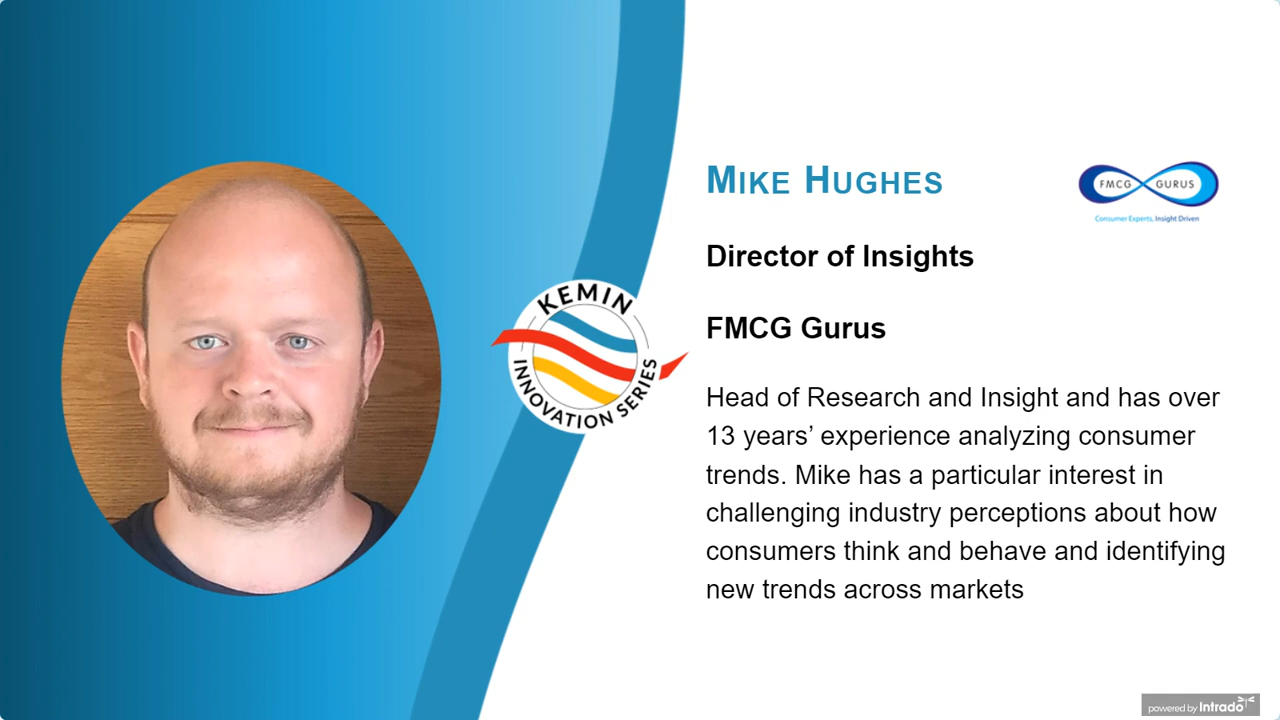 MIKE HUGHES
FMCG GURUS
Consumer Experts, Insight Driven
Director of Insights
FMCG Gurus
KEMIN
INNOVATION SERIES
Head of Research and Insight and has over
13 years’ experience analyzing consumer
trends. Mike has a particular interest in
challenging industry perceptions about how
consumers think and behave and identifying
new trends across markets
powered by Intrado